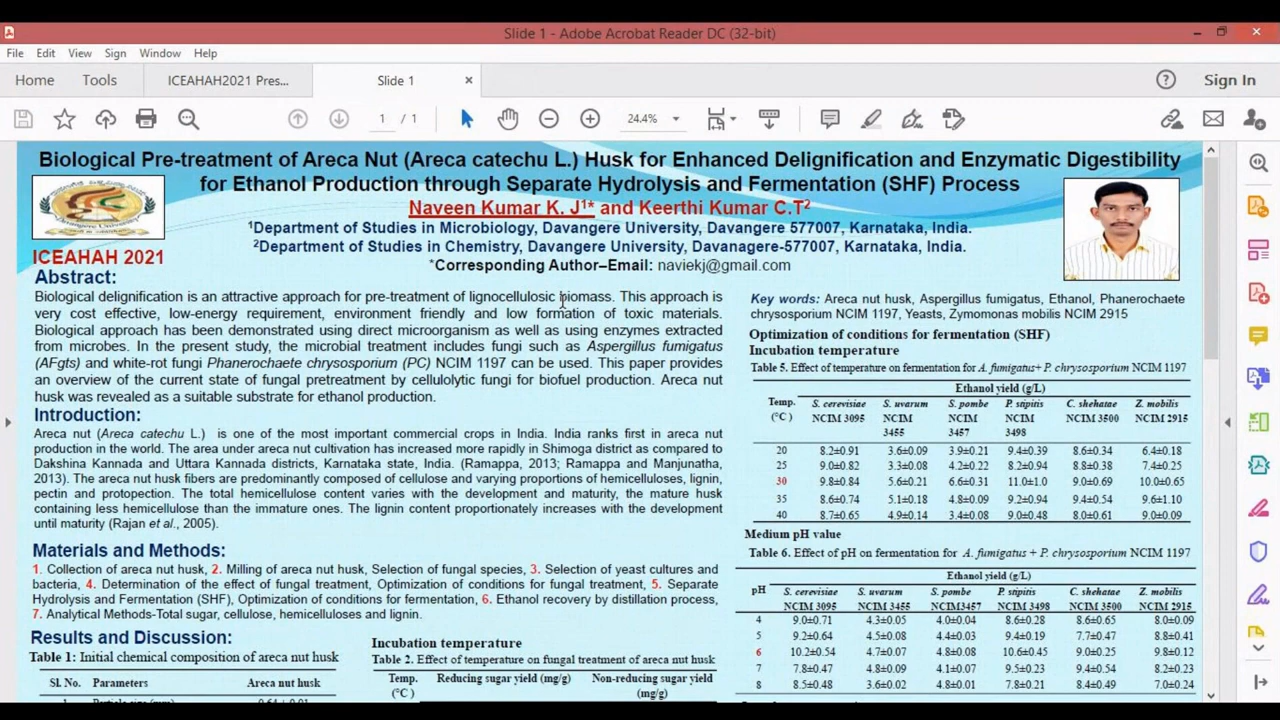 Slide 1 - Adobe Acrobat Reader DC (32-bit)
File Edit View Sign Window Help
Home Tools ICEAHAH2021 Pres... Slide 1 × Sign In
1 / 1 24.4%
Biological Pre-treatment of Areca Nut (Areca catechu L.) Husk for Enhanced Delignification and Enzymatic Digestibility
for Ethanol Production through Separate Hydrolysis and Fermentation (SHF) Process
Naveen Kumar K. J1* and Keerthi Kumar C.T2
1Department of Studies in Microbiology, Davangere University, Davangere 577007, Karnataka, India.
2Department of Studies in Chemistry, Davangere University, Davanagere-577007, Karnataka, India.
*Corresponding Author–Email: naviekj@gmail.com
ICEAHAH 2021
Abstract:
Biological delignification is an attractive approach for pre-treatment of lignocellulosic biomass. This approach is
very cost effective, low-energy requirement, environment friendly and low formation of toxic materials.
Biological approach has been demonstrated using direct microorganism as well as using enzymes extracted
from microbes. In the present study, the microbial treatment includes fungi such as Aspergillus fumigatus
(AFgts) and white-rot fungi Phanerochaete chrysosporium (PC) NCIM 1197 can be used. This paper provides
an overview of the current state of fungal pretreatment by cellulolytic fungi for biofuel production. Areca nut
husk was revealed as a suitable substrate for ethanol production.
Introduction:
Areca nut (Areca catechu L.) is one of the most important commercial crops in India. India ranks first in areca nut
production in the world. The area under areca nut cultivation has increased more rapidly in Shimoga district as compared to
Dakshina Kannada and Uttara Kannada districts, Karnataka state, India. (Ramappa, 2013; Ramappa and Manjunatha,
2013). The areca nut husk fibers are predominantly composed of cellulose and varying proportions of hemicelluloses, lignin,
pectin and protopection. The total hemicellulose content varies with the development and maturity, the mature husk
containing less hemicellulose than the immature ones. The lignin content proportionately increases with the development
until maturity (Rajan et al., 2005).
Materials and Methods:
1. Collection of areca nut husk, 2. Milling of areca nut husk, Selection of fungal species, 3. Selection of yeast cultures and
bacteria, 4. Determination of the effect of fungal treatment, Optimization of conditions for fungal treatment, 5. Separate
Hydrolysis and Fermentation (SHF), Optimization of conditions for fermentation, 6. Ethanol recovery by distillation process,
7. Analytical Methods-Total sugar, cellulose, hemicelluloses and lignin.
Results and Discussion:
Table 1: Initial chemical composition of areca nut husk
Sl. No. Parameters Areca nut husk
Incubation temperature
Table 2. Effect of temperature on fungal treatment of areca nut husk
Temp. Reducing sugar yield (mg/g) Non-reducing sugar yield
(°C) (mg/g)
Key words: Areca nut husk, Aspergillus fumigatus, Ethanol, Phanerochaete
chrysosporium NCIM 1197, Yeasts, Zymomonas mobilis NCIM 2915
Optimization of conditions for fermentation (SHF)
Incubation temperature
Table 5. Effect of temperature on fermentation for A. fumigatus+ P. chrysosporium NCIM 1197
Ethanol yield (g/L)
Temp. S. cerevisiae S. uvarum S. pombe P. stipitis C. shehatae Z. mobilis
(°C ) NCIM 3095 NCIM NCIM NCIM NCIM 3500 NCIM 2915
3455 3457 3498
20 8.2±0.91 3.6±0.09 3.9±0.21 9.4±0.39 8.6±0.34 6.4±0.18
25 9.0±0.82 3.3±0.08 4.2±0.22 8.2±0.94 8.8±0.38 7.4±0.25
30 9.8±0.84 5.6±0.21 6.6±0.31 11.0±1.0 9.0±0.69 10.0±0.65
35 8.6±0.74 5.1±0.18 4.8±0.09 9.2±0.94 9.4±0.54 9.6±1.10
40 8.7±0.65 4.9±0.14 3.4±0.08 9.0±0.48 8.0±0.61 9.0±0.09
Medium pH value
Table 6. Effect of pH on fermentation for A. fumigatus + P. chrysosporium NCIM 1197
Ethanol yield (g/L)
pH S. cerevisiae S. uvarum S. pombe P. stipitis C. shehatae Z. mobilis
NCIM 3095 NCIM 3455 NCIM3457 NCIM 3498 NCIM 3500 NCIM 2915
4 9.0±0.71 4.3±0.05 4.0±0.04 8.6±0.28 8.6±0.65 8.0±0.09
5 9.2±0.64 4.5±0.08 4.4±0.03 9.4±0.19 7.7±0.47 8.8±0.41
6 10.2±0.54 4.7±0.07 4.8±0.08 10.6±0.45 9.0±0.25 9.8±0.12
7 7.8±0.47 4.8±0.09 4.1±0.07 9.5±0.23 9.4±0.54 8.2±0.23
8 8.5±0.48 3.6±0.02 4.8±0.01 7.8±0.21 8.4±0.49 7.0±0.24